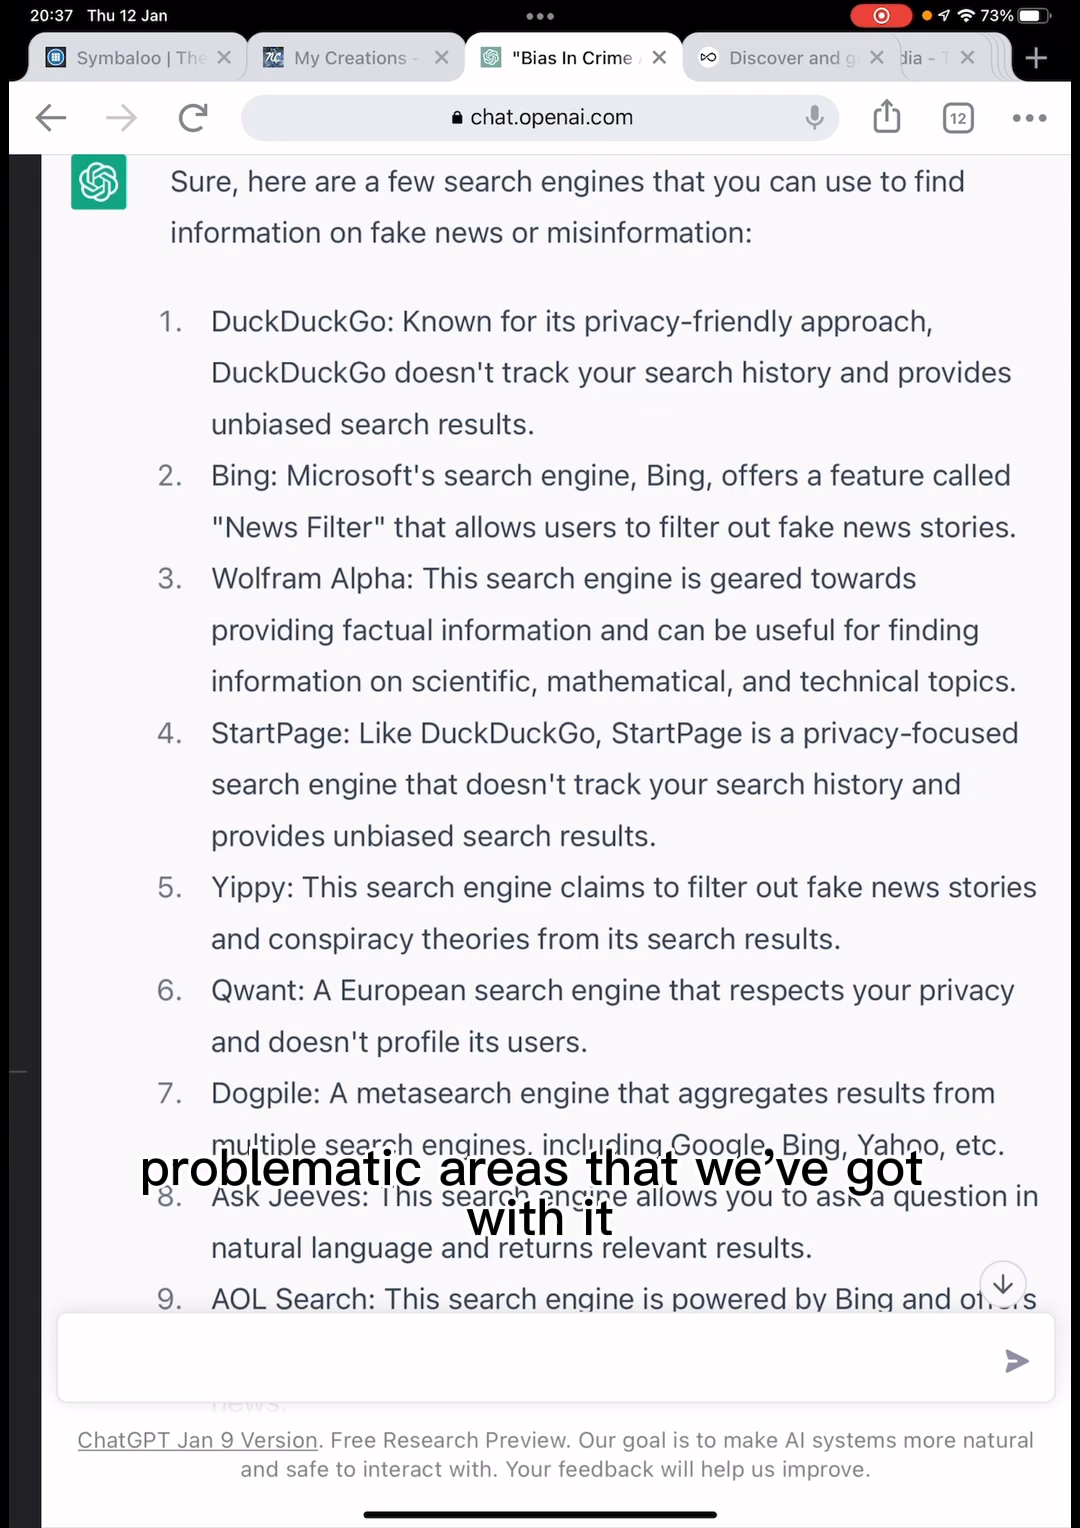 20:37 Thu 12 Jan
73%
Symbaloo | The
My Creations -
"Bias In Crime
Discover and g
dia - T
chat.openai.com
12
Sure, here are a few search engines that you can use to find
information on fake news or misinformation:
1. DuckDuckGo: Known for its privacy-friendly approach,
DuckDuckGo doesn't track your search history and provides
unbiased search results.
2. Bing: Microsoft's search engine, Bing, offers a feature called
"News Filter" that allows users to filter out fake news stories.
3. Wolfram Alpha: This search engine is geared towards
providing factual information and can be useful for finding
information on scientific, mathematical, and technical topics.
4. StartPage: Like DuckDuckGo, StartPage is a privacy-focused
search engine that doesn't track your search history and
provides unbiased search results.
5. Yippy: This search engine claims to filter out fake news stories
and conspiracy theories from its search results.
6. Qwant: A European search engine that respects your privacy
and doesn't profile its users.
7. Dogpile: A metasearch engine that aggregates results from
multiple search engines, including Google, Bing, Yahoo, etc.
problematic areas that we've got
8. Ask Jeeves: This search engine allows you to ask a question in
with it
natural language and returns relevant results.
9. AOL Search: This search engine is powered by Bing and offers
news.
ChatGPT Jan 9 Version. Free Research Preview. Our goal is to make AI systems more natural
and safe to interact with. Your feedback will help us improve.